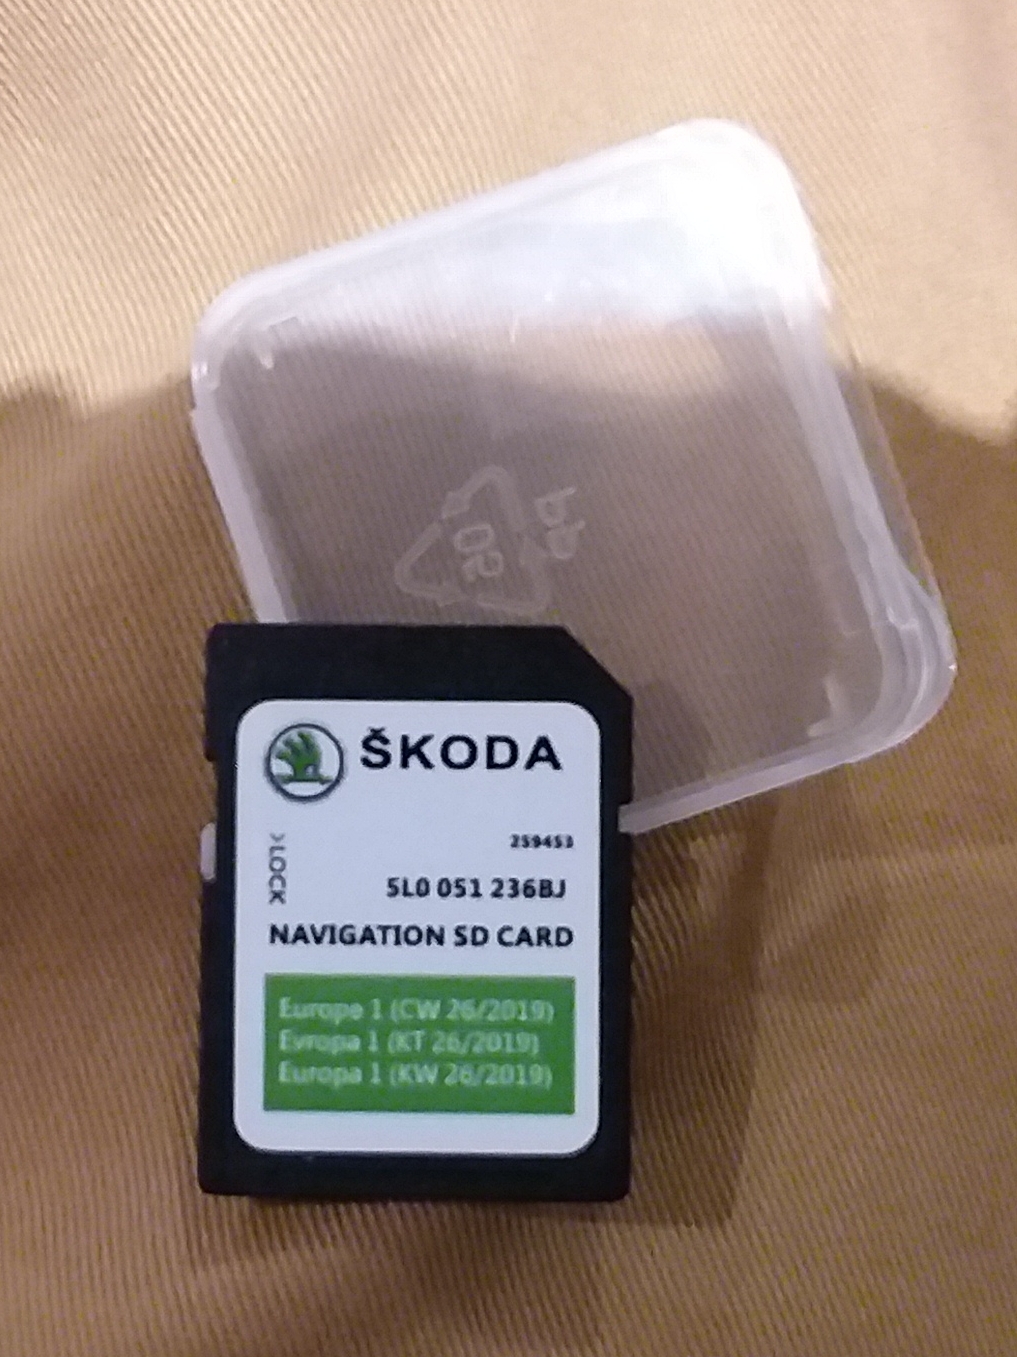 ŠKODA
259453
>LOCK
5L0 051 236BJ
NAVIGATION SD CARD
Europe 1 (CW 26/2019)
Evropa 1 (KT 26/2019)
Europa 1 (KW 26/2019)